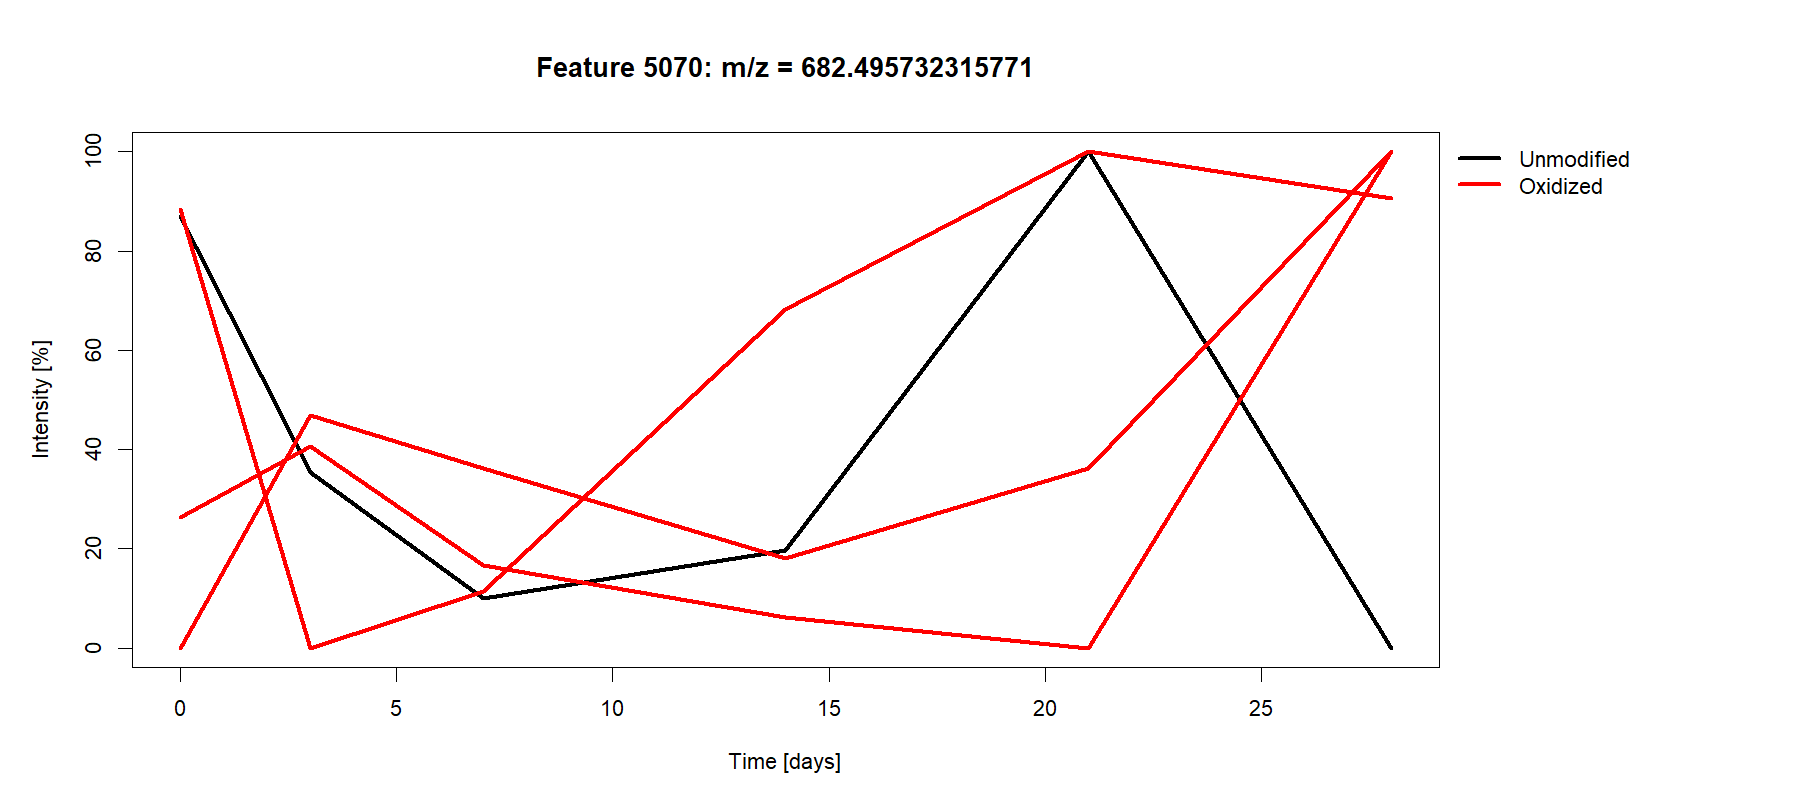 Feature 5070: m/z = 682.495732315771
Unmodified
Oxidized
100
80
60
40
20
0
Intensity [%]
0 5 10 15 20 25
Time [days]